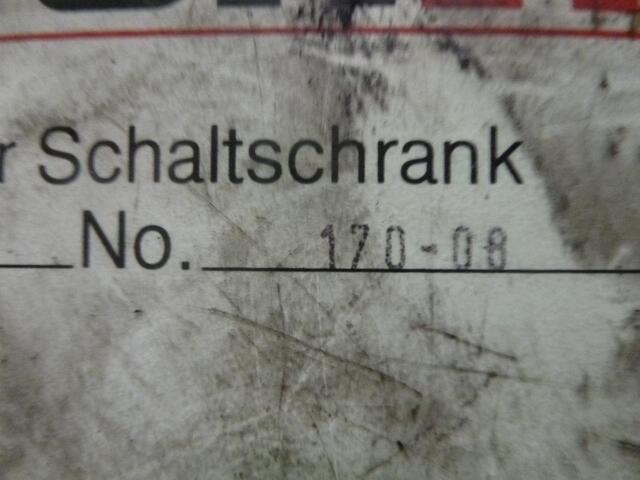 r Schaltschrank
No. 170-08